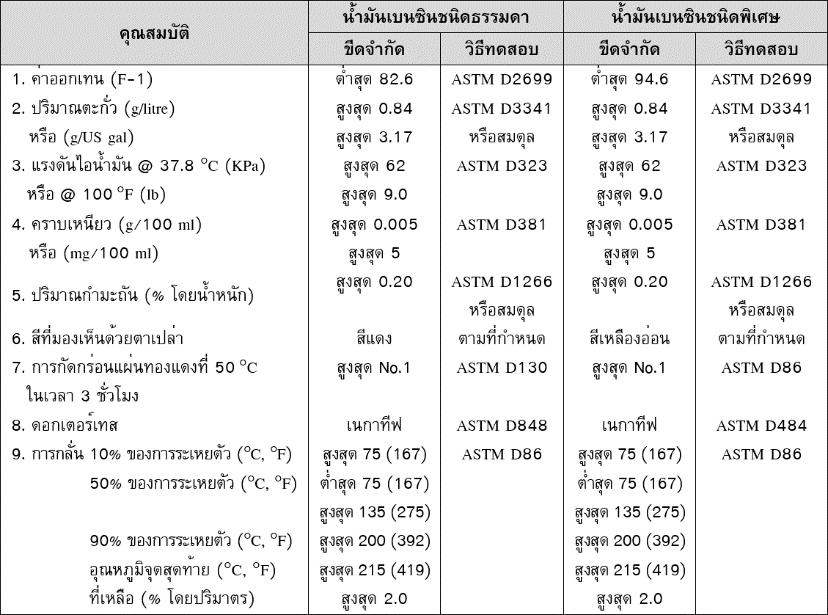 คุณสมบัติ น้ำมันเบนซินชนิดธรรมดา น้ำมันเบนซินชนิดพิเศษ
ขีดจำกัด วิธีทดสอบ ขีดจำกัด วิธีทดสอบ
1. ค่าออกเทน (F-1) ต่ำสุด 82.6 ASTM D2699 ต่ำสุด 94.6 ASTM D2699
2. ปริมาณตะกั่ว (g/litre) สูงสุด 0.84 ASTM D3341 สูงสุด 0.84 ASTM D3341
หรือ (g/US gal) สูงสุด 3.17 หรือสมดุล สูงสุด 3.17 หรือสมดุล
3. แรงดันไอน้ำมัน @ 37.8 °C (KPa) สูงสุด 62 ASTM D323 สูงสุด 62 ASTM D323
หรือ @ 100 °F (lb) สูงสุด 9.0 สูงสุด 9.0
4. คราบเหนียว (g/100 ml) สูงสุด 0.005 ASTM D381 สูงสุด 0.005 ASTM D381
หรือ (mg/100 ml) สูงสุด 5 สูงสุด 5
5. ปริมาณกำมะถัน (% โดยน้ำหนัก) สูงสุด 0.20 ASTM D1266 สูงสุด 0.20 ASTM D1266
หรือสมดุล หรือสมดุล
6. สีที่มองเห็นด้วยตาเปล่า สีแดง ตามที่กำหนด สีเหลืองอ่อน ตามที่กำหนด
7. การกัดกร่อนแผ่นทองแดงที่ 50 °C สูงสุด No.1 ASTM D130 สูงสุด No.1 ASTM D86
ในเวลา 3 ชั่วโมง
8. ดอกเตอร์เทส เนกาทีฟ ASTM D848 เนกาทีฟ ASTM D484
9. การกลั่น 10% ของการระเหยตัว (°C, °F) สูงสุด 75 (167) ASTM D86 สูงสุด 75 (167) ASTM D86
50% ของการระเหยตัว (°C, °F) ต่ำสุด 75 (167) ต่ำสุด 75 (167)
สูงสุด 135 (275) สูงสุด 135 (275)
90% ของการระเหยตัว (°C, °F) สูงสุด 200 (392) สูงสุด 200 (392)
อุณหภูมิจุดสุดท้าย (°C, °F) สูงสุด 215 (419) สูงสุด 215 (419)
ที่เหลือ (% โดยปริมาตร) สูงสุด 2.0 สูงสุด 2.0